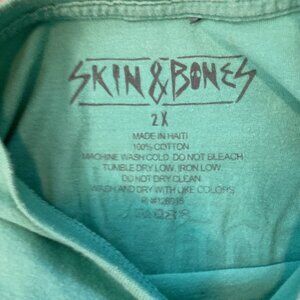 SKIN&BONES
2X
MADE IN HAITI
100% COTTON
MACHINE WASH COLD. DO NOT BLEACH.
TUMBLE DRY LOW. IRON LOW.
DO NOT DRY CLEAN.
WASH AND DRY WITH LIKE COLORS.